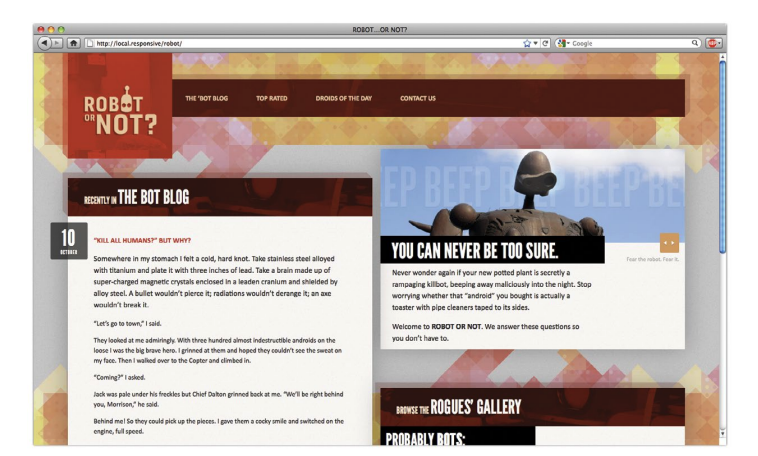 ROBOT...OR NOT?
http://local.responsive/robot/
Google
ROBOT
OR NOT?
THE 'BOT BLOG
TOP RATED
DROIDS OF THE DAY
CONTACT US
RECENTLY IN THE BOT BLOG
10
OCTOBER
"KILL ALL HUMANS?" BUT WHY?
Somewhere in my stomach I felt a cold, hard knot. Take stainless steel alloyed
with titanium and plate it with three inches of lead. Take a brain made up of
super-charged magnetic crystals enclosed in a leaden cranium and shielded by
alloy steel. A bullet wouldn't pierce it; radiations wouldn't derange it; an axe
wouldn't break it.
"Let's go to town," I said.
They looked at me admiringly. With three hundred almost indestructible androids on the
loose I was the big brave hero. I grinned at them and hoped they couldn't see the sweat on
my face. Then I walked over to the Copter and climbed in.
"Coming?" I asked.
Jack was pale under his freckles but Chief Dalton grinned back at me. "We'll be right behind
you, Morrison," he said.
Behind me! So they could pick up the pieces. I gave them a cocky smile and switched on the
engine, full speed.
EP BEEP BEEP BE
YOU CAN NEVER BE TOO SURE.
Fear the robot. Fear it.
Never wonder again if your new potted plant is secretly a
rampaging killbot, beeping away maliciously into the night. Stop
worrying whether that "android" you bought is actually a
toaster with pipe cleaners taped to its sides.
Welcome to ROBOT OR NOT. We answer these questions so
you don't have to.
BROWSE THE ROGUES' GALLERY
PROBABLY BOTS: